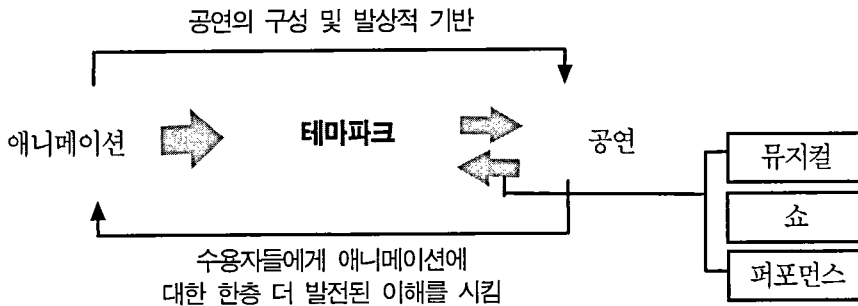 공연의 구성 및 발상적 기반
애니메이션
테마파크
공연
뮤지컬
쇼
퍼포먼스
수용자들에게 애니메이션에
대한 한층 더 발전된 이해를 시킴